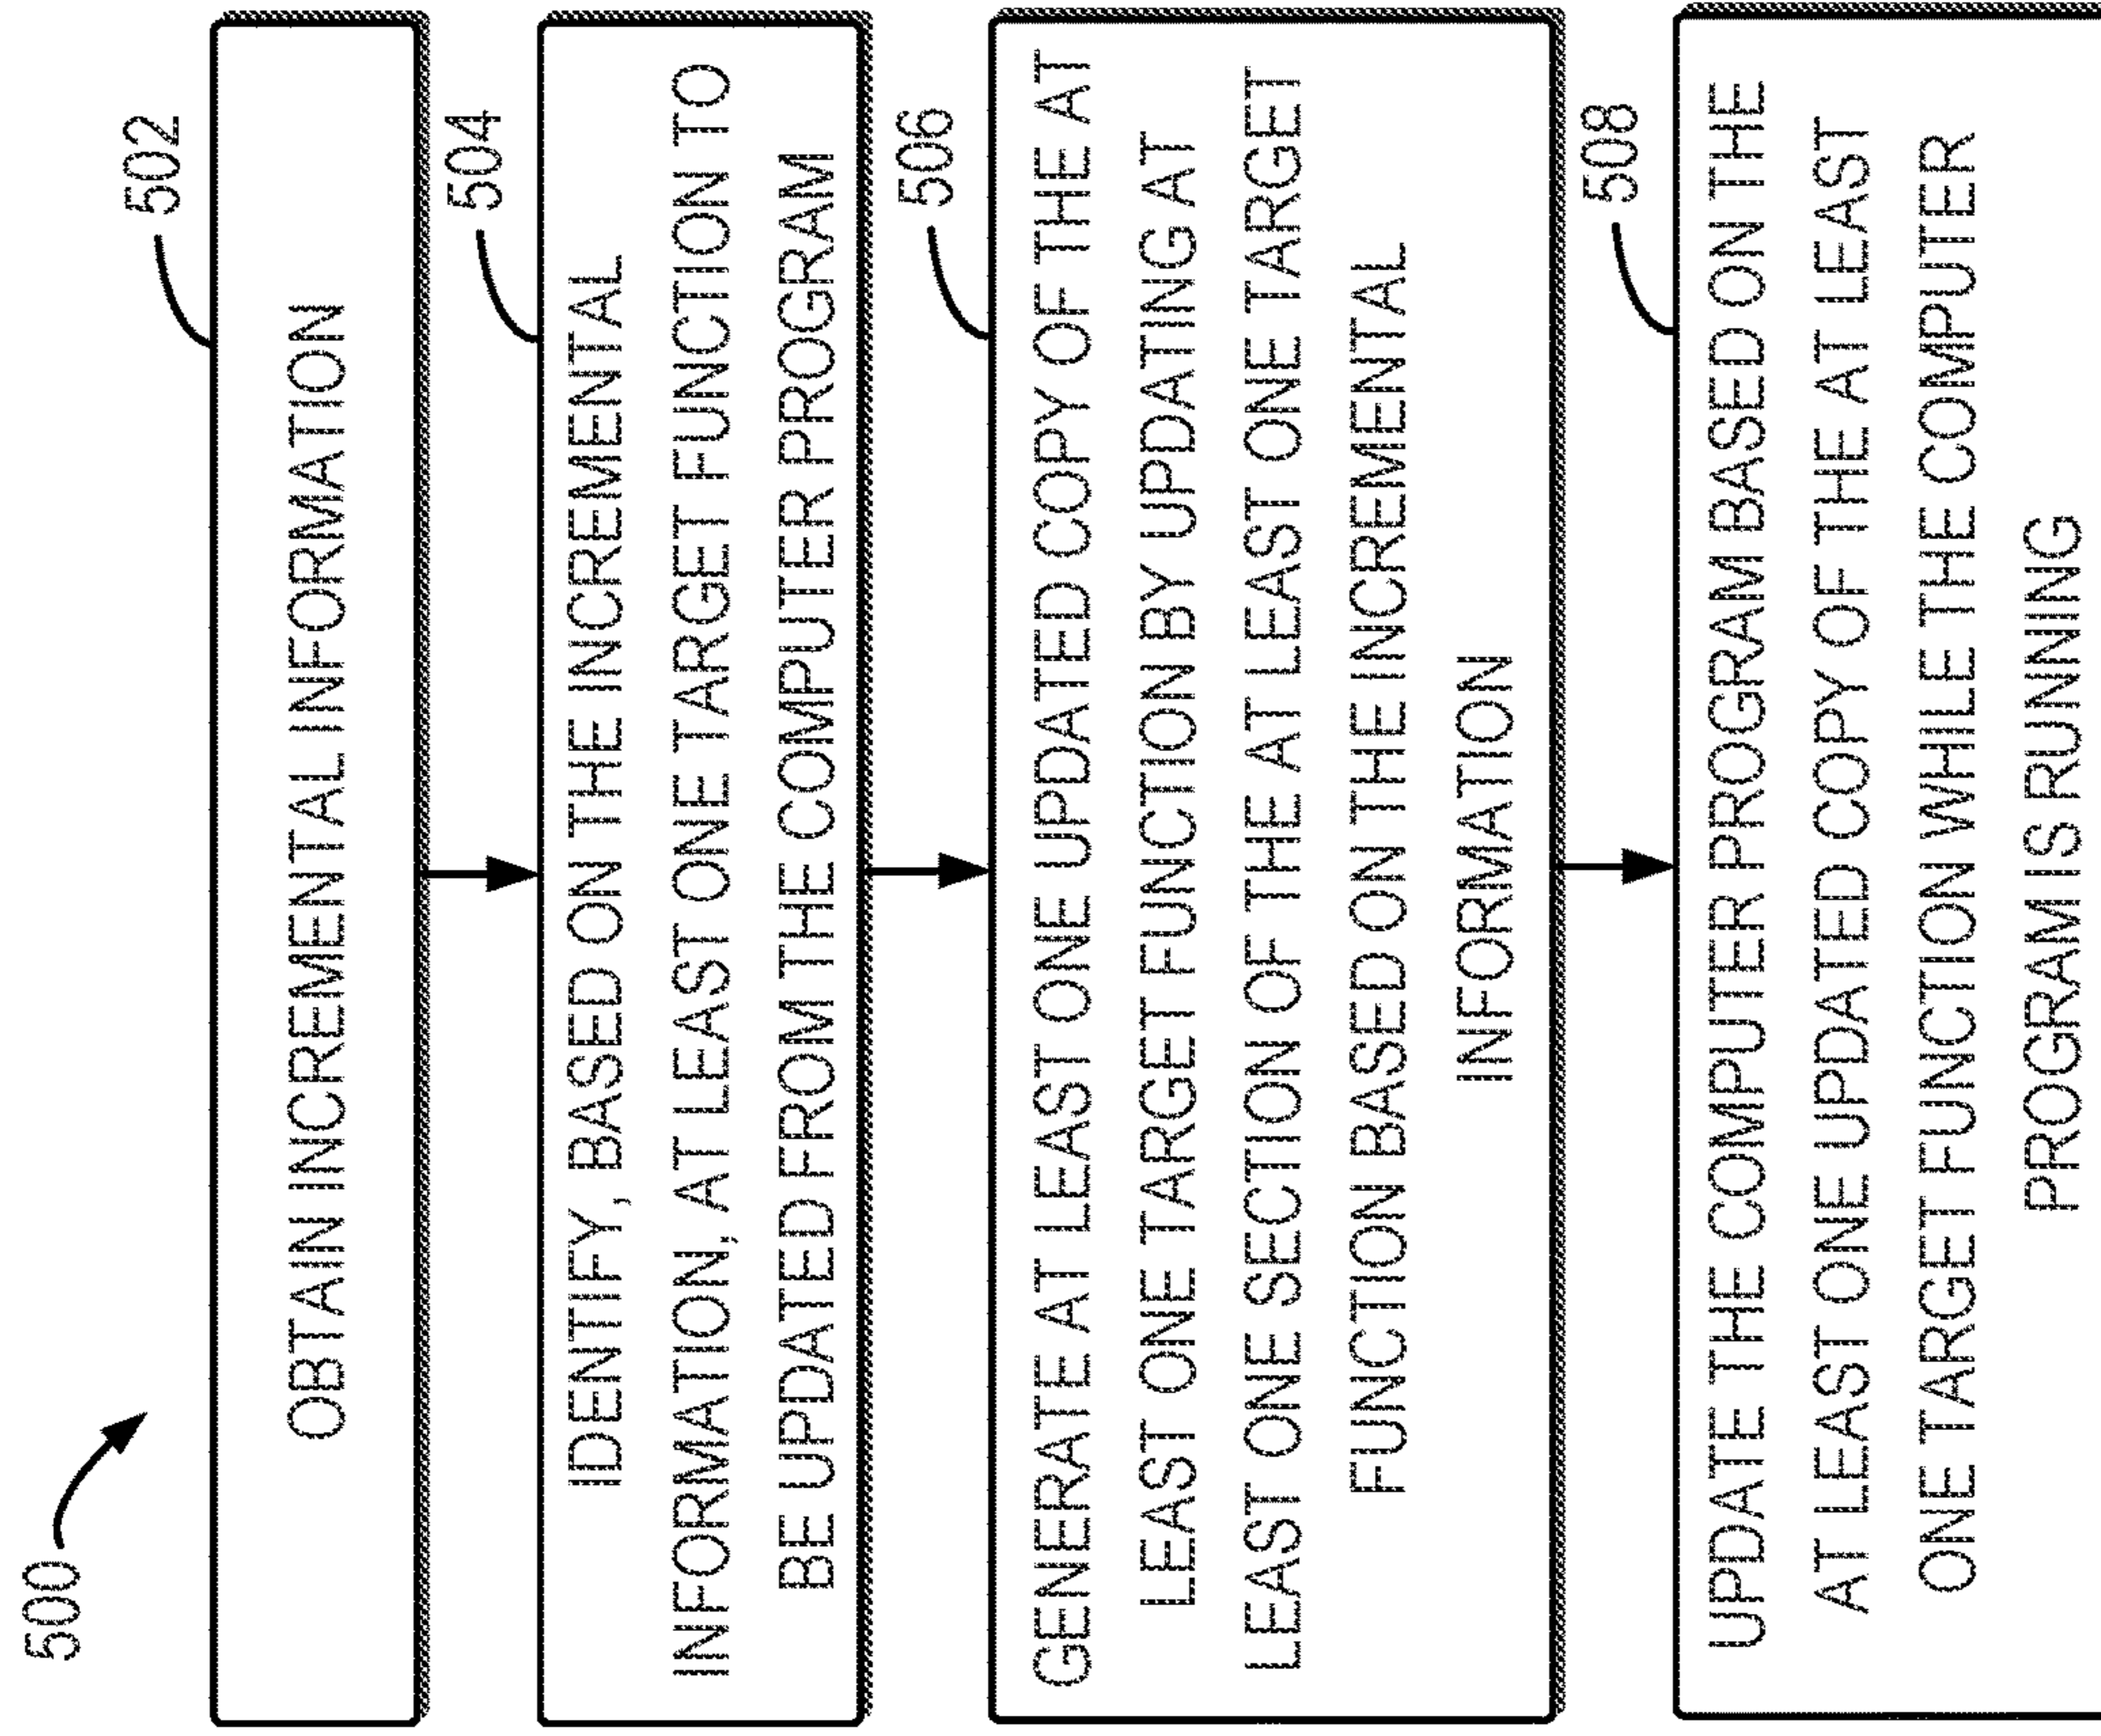 500
502
OBTAIN INCREMENTAL INFORMATION
504
IDENTIFY, BASED ON THE INCREMENTAL
INFORMATION, AT LEAST ONE TARGET FUNCTION TO
BE UPDATED FROM THE COMPUTER PROGRAM
506
GENERATE AT LEAST ONE UPDATED COPY OF THE AT
LEAST ONE TARGET FUNCTION BY UPDATING AT
LEAST ONE SECTION OF THE AT LEAST ONE TARGET
FUNCTION BASED ON THE INCREMENTAL
INFORMATION
508
UPDATE THE COMPUTER PROGRAM BASED ON THE
AT LEAST ONE UPDATED COPY OF THE AT LEAST
ONE TARGET FUNCTION WHILE THE COMPUTER
PROGRAM IS RUNNING